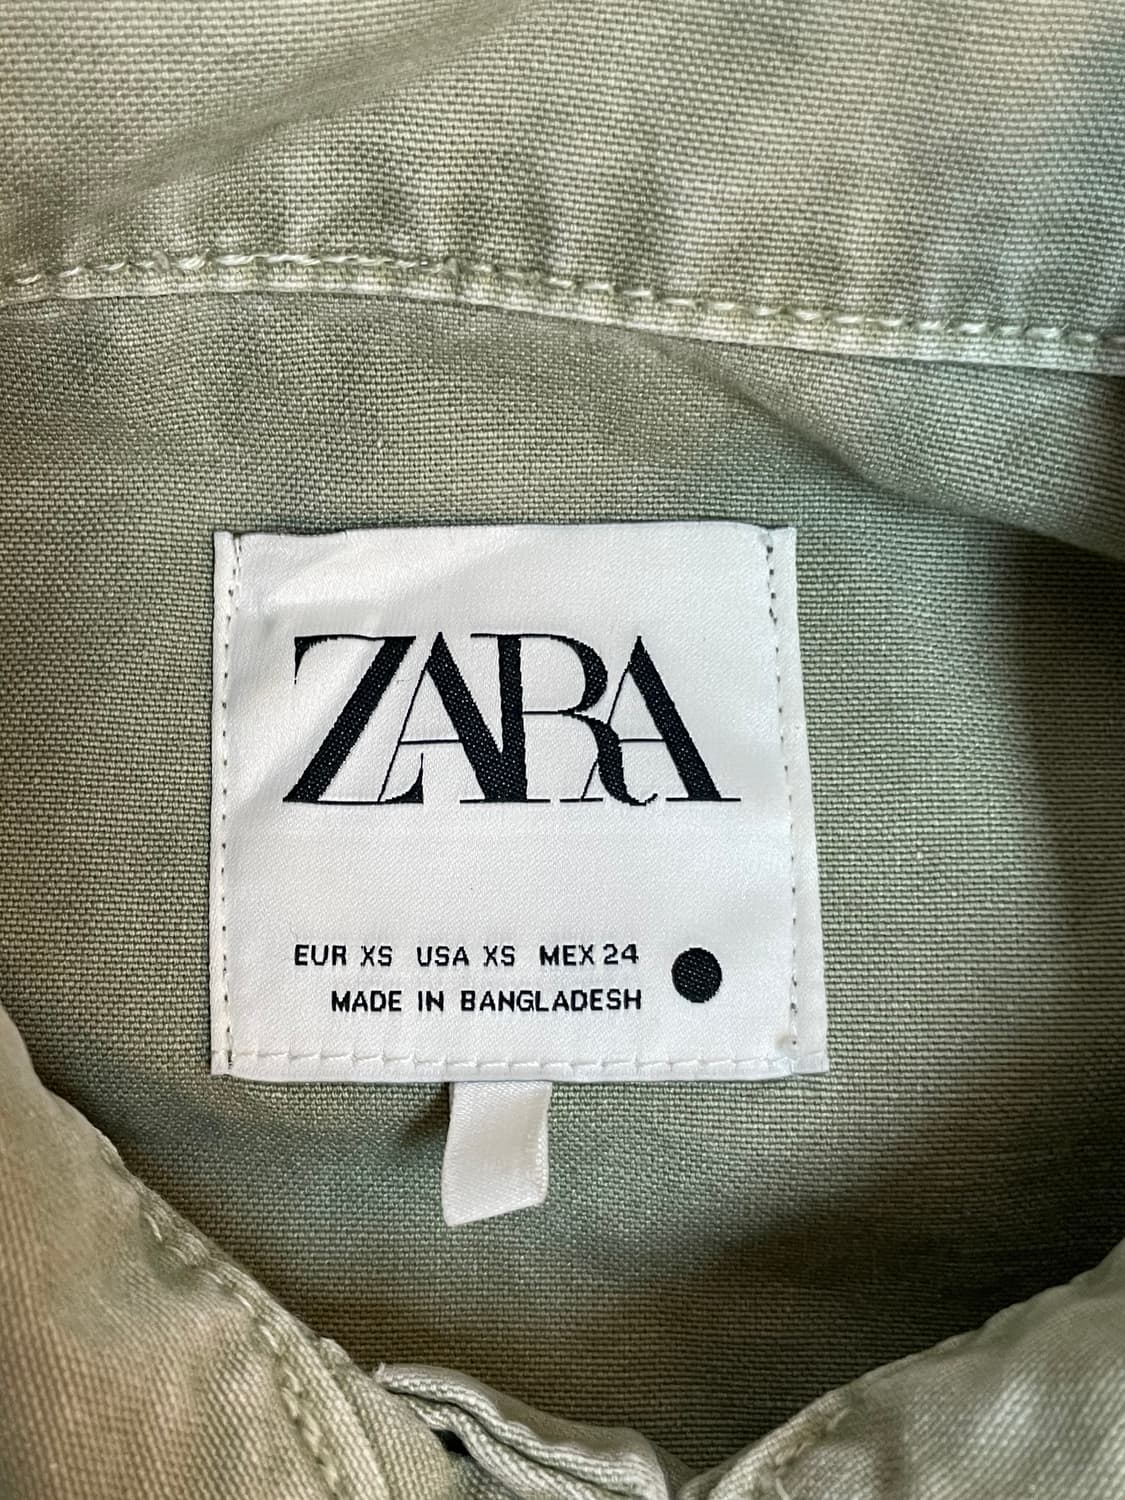 ZARA
EUR XS USA XS MEX 24
MADE IN BANGLADESH